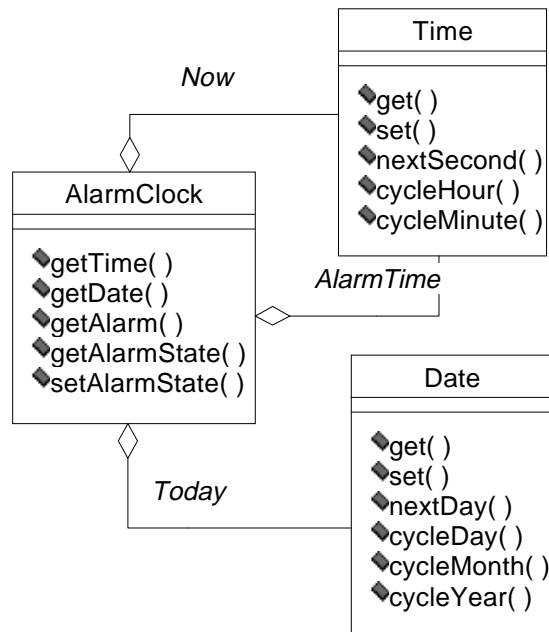 Time
get( )
set( )
nextSecond( )
cycleHour( )
cycleMinute( )
Now
AlarmClock
getTime( )
getDate( )
getAlarm( )
getAlarmState( )
setAlarmState( )
AlarmTime
Date
get( )
set( )
nextDay( )
cycleDay( )
cycleMonth( )
cycleYear( )
Today